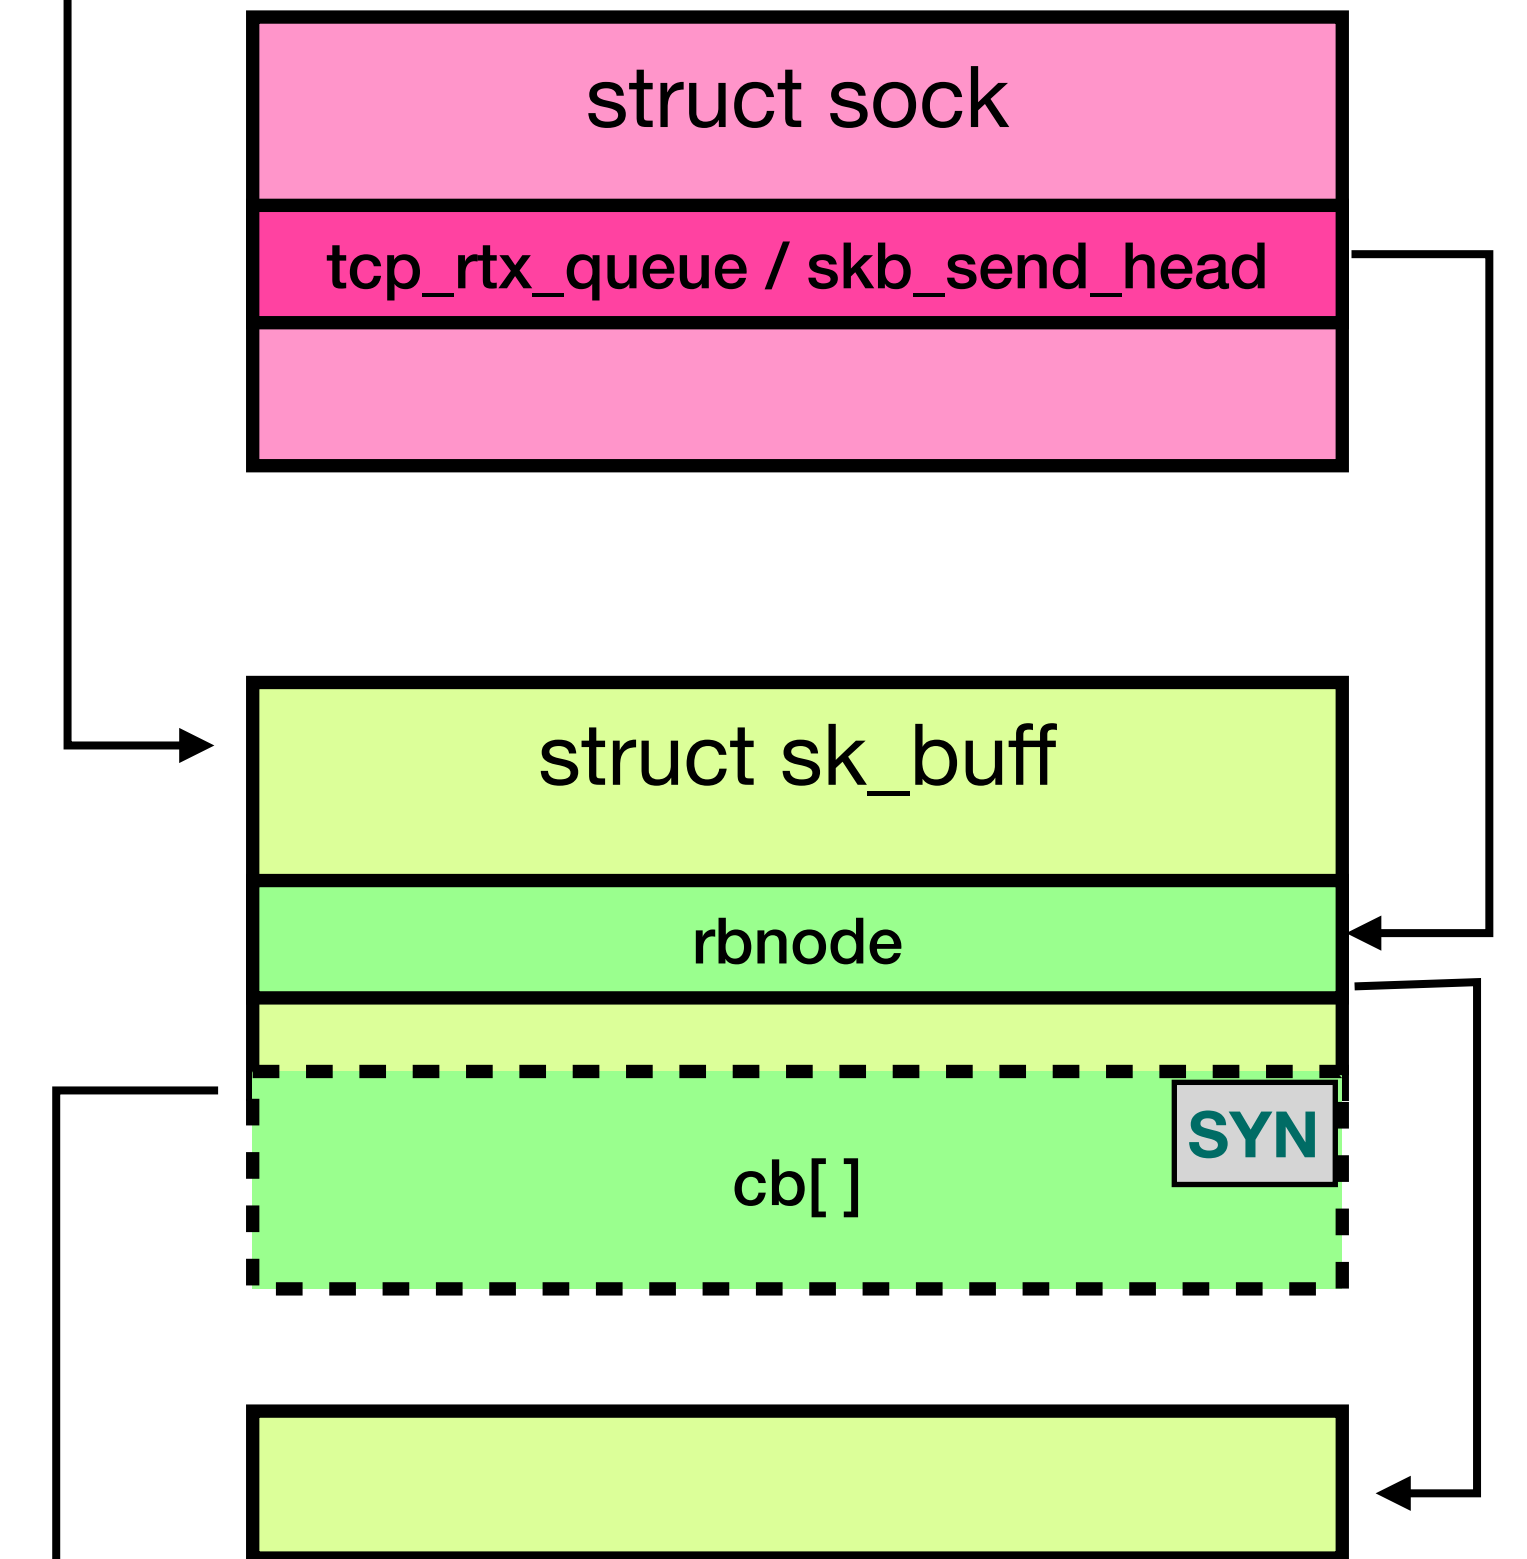 struct sock
tcp_rtx_queue / skb_send_head
struct sk_buff
rbnode
SYN
cb[ ]